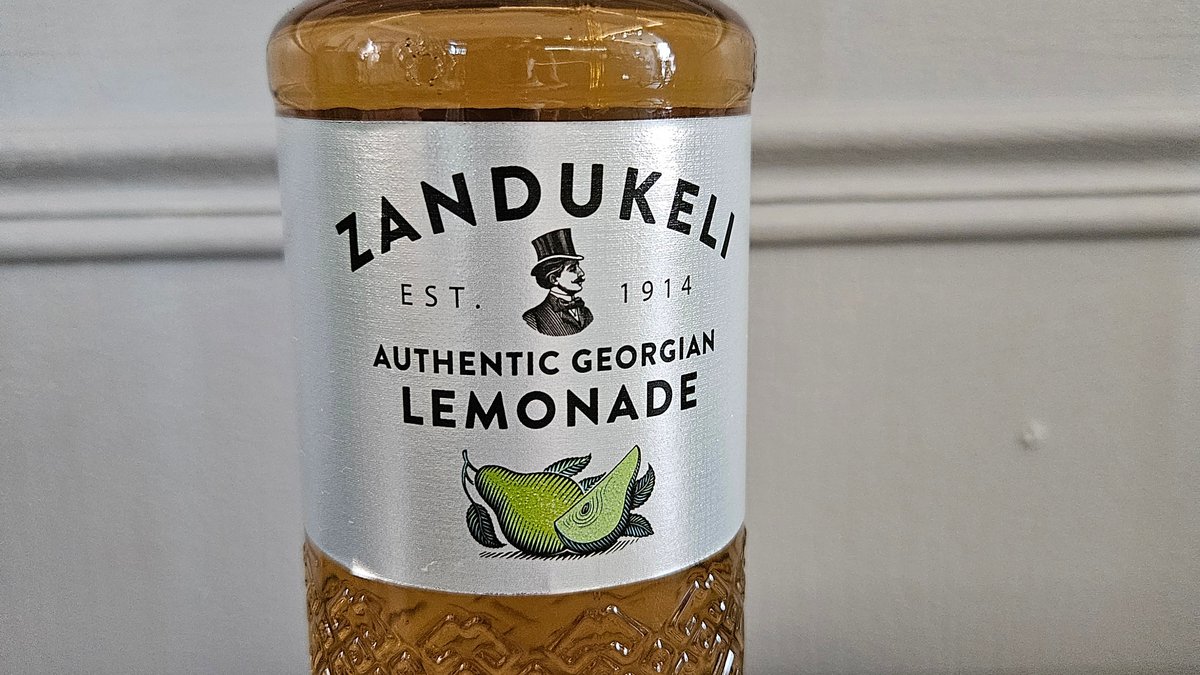 ZANDUKELI
EST. 1914
AUTHENTIC GEORGIAN
LEMONADE